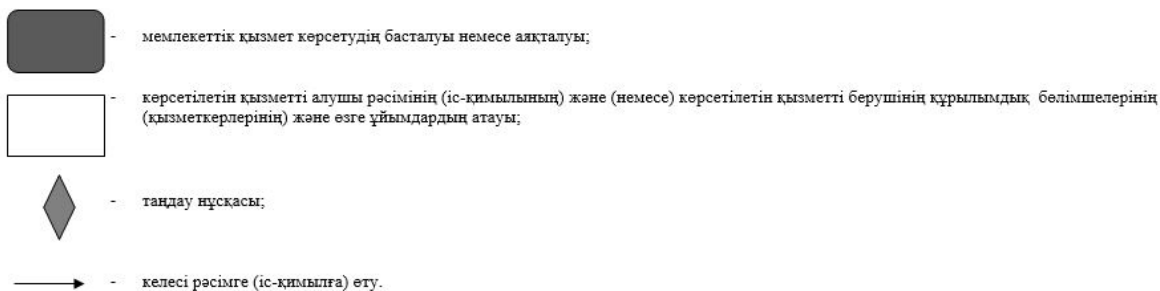 - мемлекеттік қызмет көрсетудің басталуы немесе аяқталуы;
- көрсетілетін қызметті алушы рәсімінің (іс-қимылының) және (немесе) көрсетілетін қызметті берушінің құрылымдық бөлімшелерінің
(қызметкерлерінің) және өзге ұйымдардың атауы;
- таңдау нұсқасы;
- келесі рәсімге (іс-қимылға) өту.